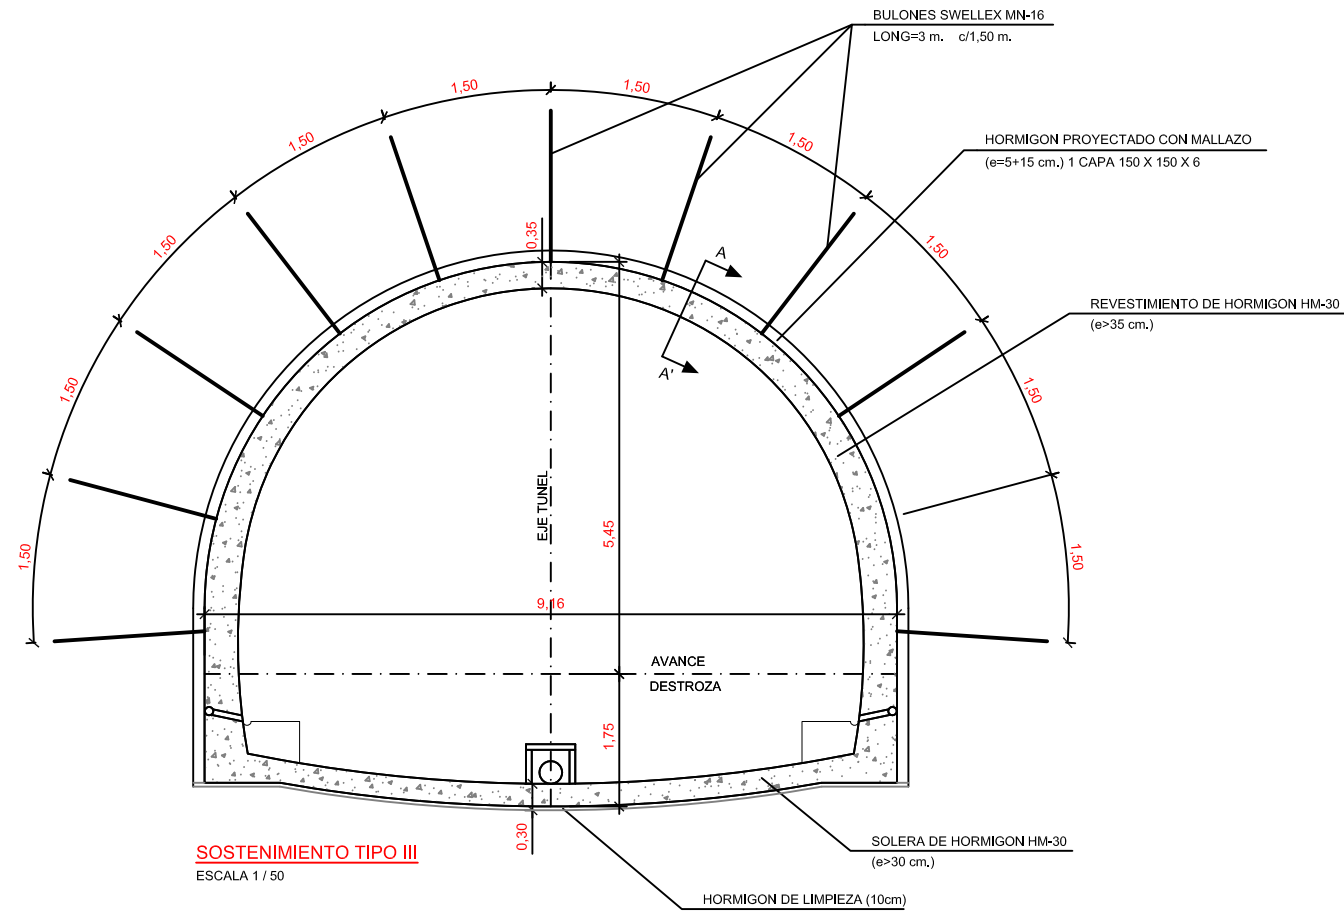 BULONES SWELLEX MN-16
LONG=3 m. c/1,50 m.
1,50
1,50
1,50
1,50
HORMIGON PROYECTADO CON MALLAZO
(e=5+15 cm.) 1 CAPA 150 X 150 X 6
1,50
1,50
0,35
A
REVESTIMIENTO DE HORMIGON HM-30
(e>35 cm.)
A'
1,50
1,50
EJE TUNEL
5,45
1,50
1,50
9,16
AVANCE
DESTROZA
1,75
0,30
SOLERA DE HORMIGON HM-30
(e>30 cm.)
SOSTENIMIENTO TIPO III
ESCALA 1 / 50
HORMIGON DE LIMPIEZA (10cm)